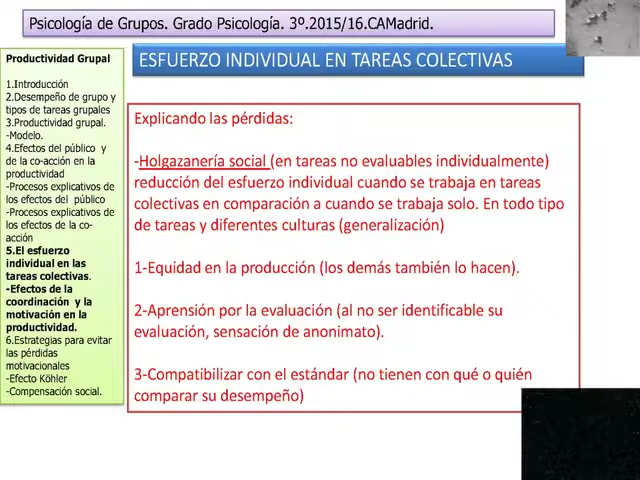 Psicología de Grupos. Grado Psicología. 3º.2015/16.CAMadrid.
Productividad Grupal
1.Introducción
2.Desempeño de grupo y
tipos de tareas grupales
3.Productividad grupal.
-Modelo.
4.Efectos del público y
de la co-acción en la
productividad
-Procesos explicativos de
los efectos del público
-Procesos explicativos de
los efectos de la co-
acción
5.El esfuerzo
individual en las
tareas colectivas.
-Efectos de la
coordinación y la
motivación en la
productividad.
6.Estrategias para evitar
las pérdidas
motivacionales
-Efecto Köhler
-Compensación social.
ESFUERZO INDIVIDUAL EN TAREAS COLECTIVAS
Explicando las pérdidas:
-Holgazanería social (en tareas no evaluables individualmente)
reducción del esfuerzo individual cuando se trabaja en tareas
colectivas en comparación a cuando se trabaja solo. En todo tipo
de tareas y diferentes culturas (generalización)
1-Equidad en la producción (los demás también lo hacen).
2-Aprensión por la evaluación (al no ser identificable su
evaluación, sensación de anonimato).
3-Compatibilizar con el estándar (no tienen con qué o quién
comparar su desempeño)